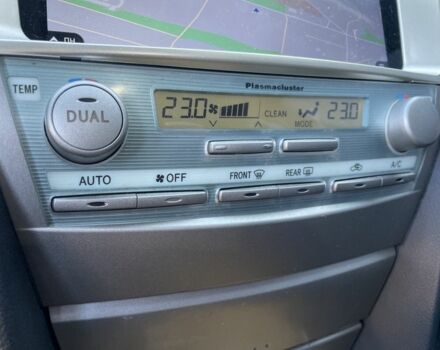 TEMP
Plasmacluster
DUAL
23.0 CLEAN MODE 23.0
AUTO OFF FRONT REAR A/C